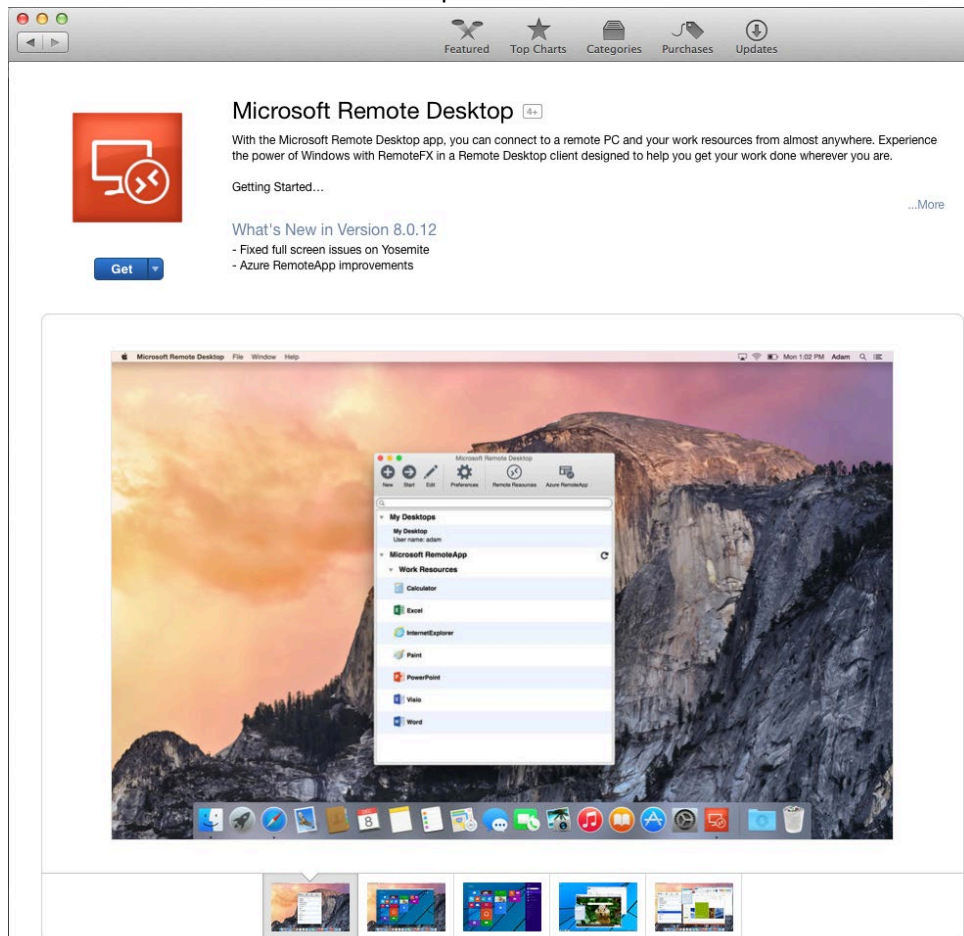 Featured Top Charts Categories Purchases Updates
Microsoft Remote Desktop 4+
With the Microsoft Remote Desktop app, you can connect to a remote PC and your work resources from almost anywhere. Experience
the power of Windows with RemoteFX in a Remote Desktop client designed to help you get your work done wherever you are.
Getting Started...
...More
What's New in Version 8.0.12
- Fixed full screen issues on Yosemite
- Azure RemoteApp improvements
Get
Microsoft Remote Desktop File Window Help
Mon 1:02 PM Adam
Microsoft Remote Desktop
New Start Edit Preferences Remote Resources Azure RemoteApp
My Desktops
My Desktop
User name: adam
Microsoft RemoteApp
Work Resources
Calculator
Excel
InternetExplorer
Paint
PowerPoint
Visio
Word
8